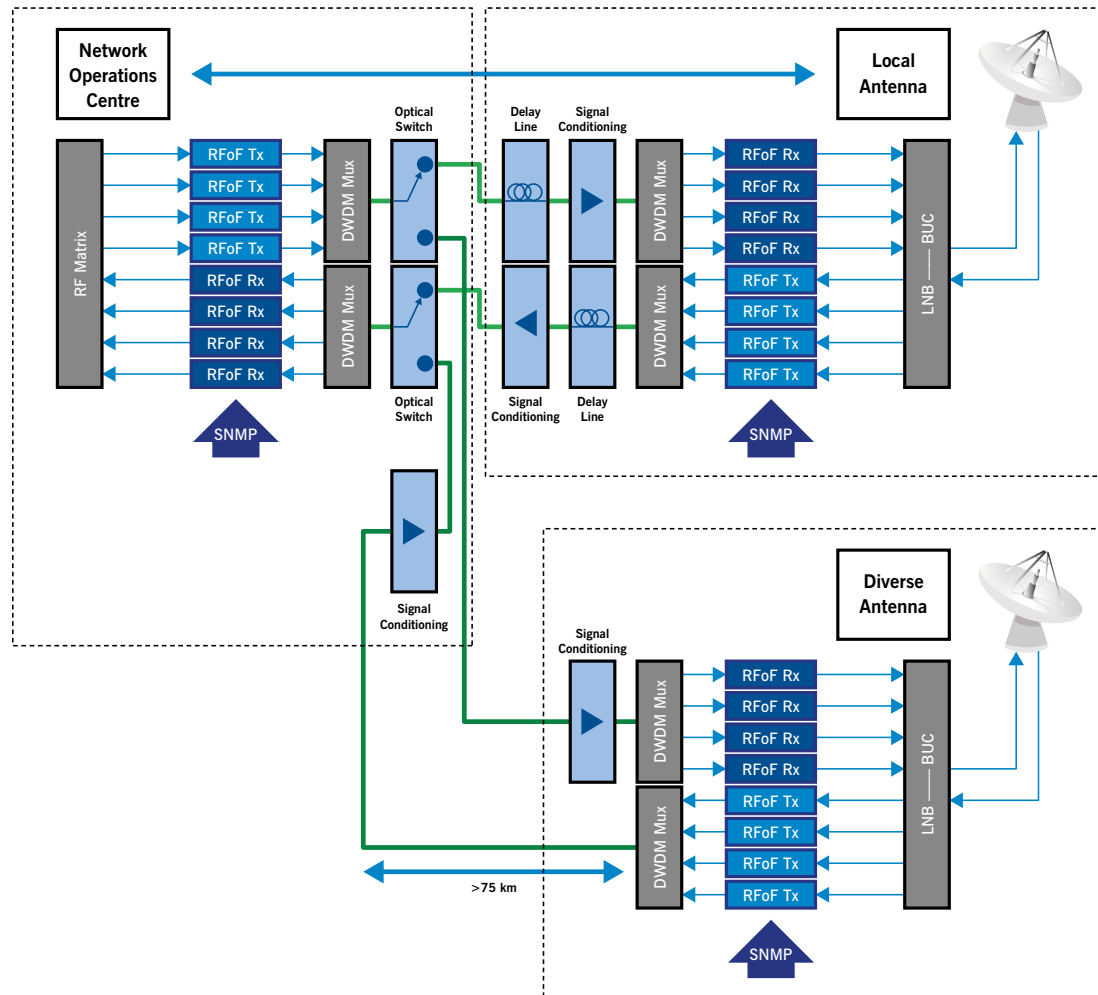 Network
Operations
Centre
Local
Antenna
Optical
Switch
Delay
Line
Signal
Conditioning
RF Matrix
RFoF Tx
RFoF Tx
RFoF Tx
RFoF Tx
RFoF Rx
RFoF Rx
RFoF Rx
RFoF Rx
DWDM Mux
DWDM Mux
Optical
Switch
SNMP
Signal
Conditioning
Delay
Line
DWDM Mux
DWDM Mux
RFoF Rx
RFoF Rx
RFoF Rx
RFoF Rx
RFoF Tx
RFoF Tx
RFoF Tx
RFoF Tx
LNB —— BUC
SNMP
Signal
Conditioning
Diverse
Antenna
Signal
Conditioning
DWDM Mux
DWDM Mux
RFoF Rx
RFoF Rx
RFoF Rx
RFoF Rx
RFoF Tx
RFoF Tx
RFoF Tx
RFoF Tx
LNB —— BUC
>75 km
SNMP